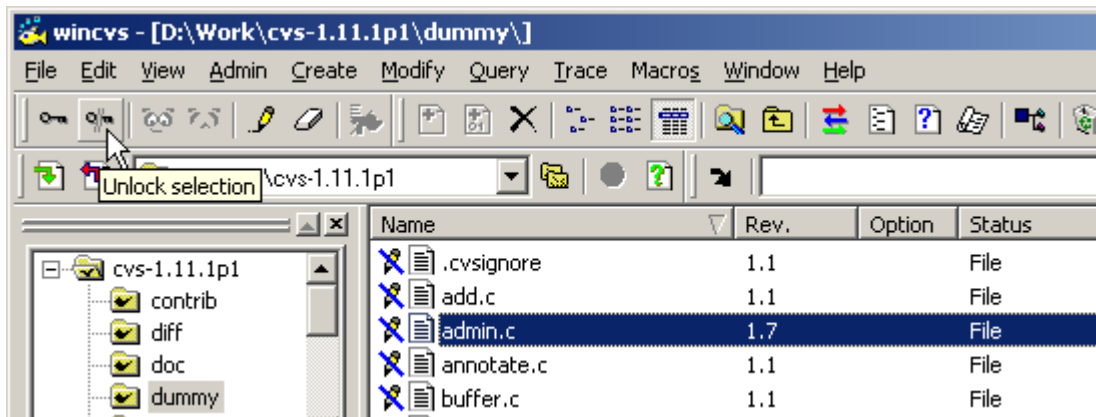 wincvs - [D:\Work\cvs-1.11.1p1\dummy\]
File Edit View Admin Create Modify Query Trace Macros Window Help
\cvs-1.11.1p1
Unlock selection
Name Rev. Option Status
cvs-1.11.1p1
contrib
diff
doc
dummy
.cvsignore 1.1 File
add.c 1.1 File
admin.c 1.7 File
annotate.c 1.1 File
buffer.c 1.1 File